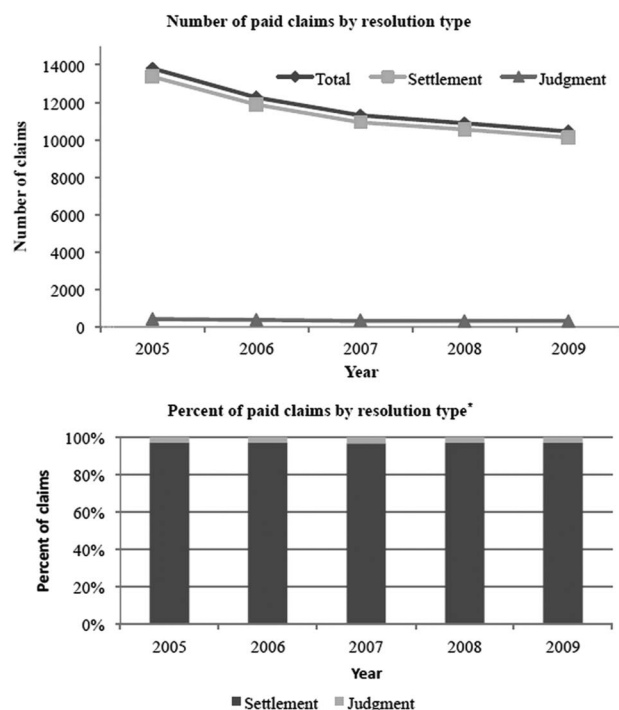 Number of paid claims by resolution type
Total Settlement Judgment
14000
12000
10000
8000
6000
4000
2000
0
Number of claims
2005 2006 2007 2008 2009
Year
Percent of paid claims by resolution type*
100%
80%
60%
40%
20%
0%
Percent of claims
2005 2006 2007 2008 2009
Year
Settlement Judgment